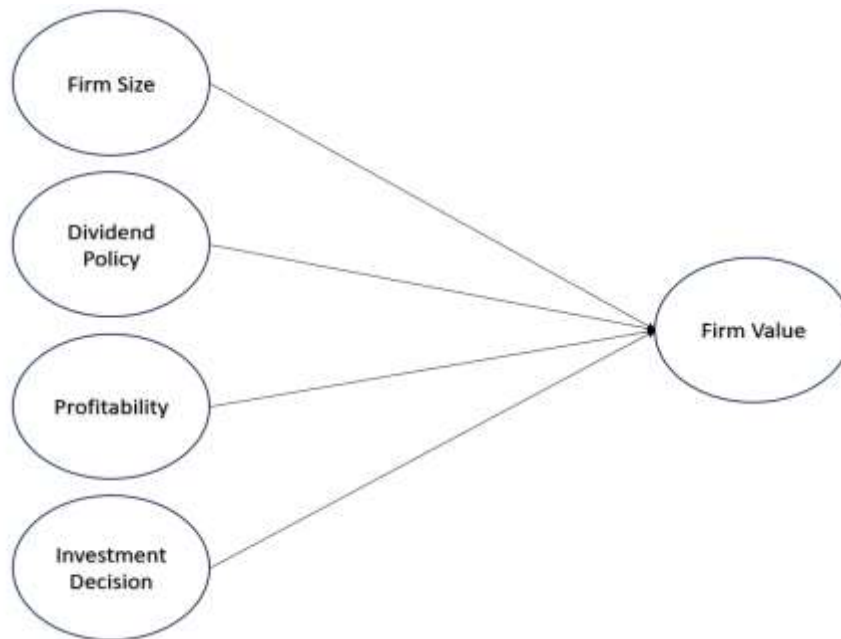 Firm Size
Dividend
Policy
Firm Value
Profitability
Investment
Decision